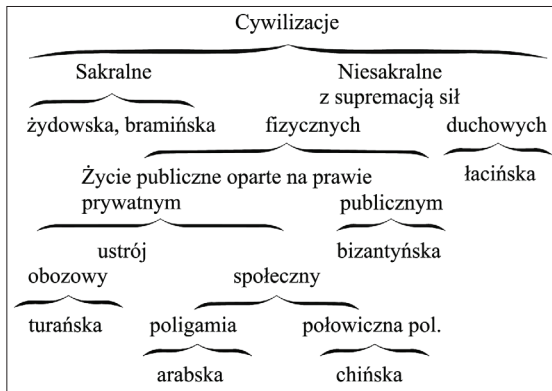 Cywilizacje
Sakralne Niesakralne
z supremacją sił
żydowska, bramińska fizycznych duchowych
Życie publiczne oparte na prawie łacińska
prywatnym publicznym
ustrój bizantyńska
obozowy społeczny
turańska poligamia połowiczna pol.
arabska chińska